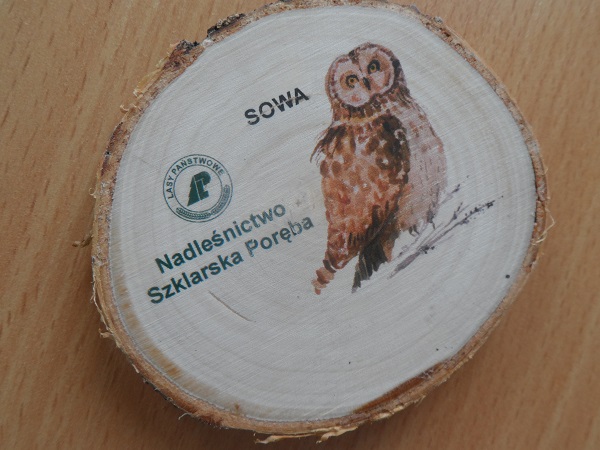 SOWA
LASY PAŃSTWOWE
Nadleśnictwo
Szklarska Poręba